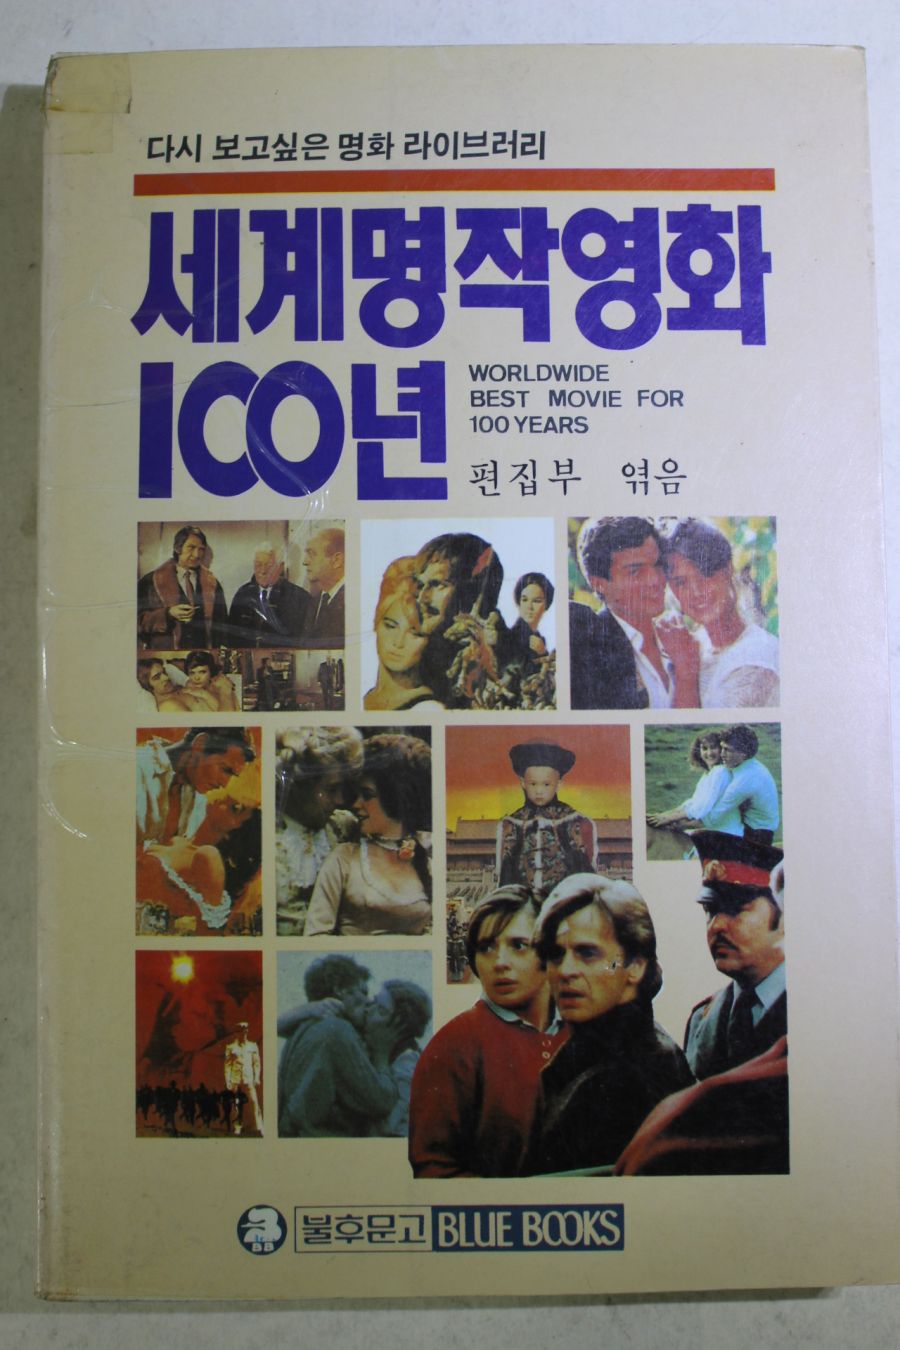 다시 보고싶은 명화 라이브러리
세계명작영화
100년
WORLDWIDE
BEST MOVIE FOR
100 YEARS
편집부 엮음
BB
불후문고 BLUE BOOKS